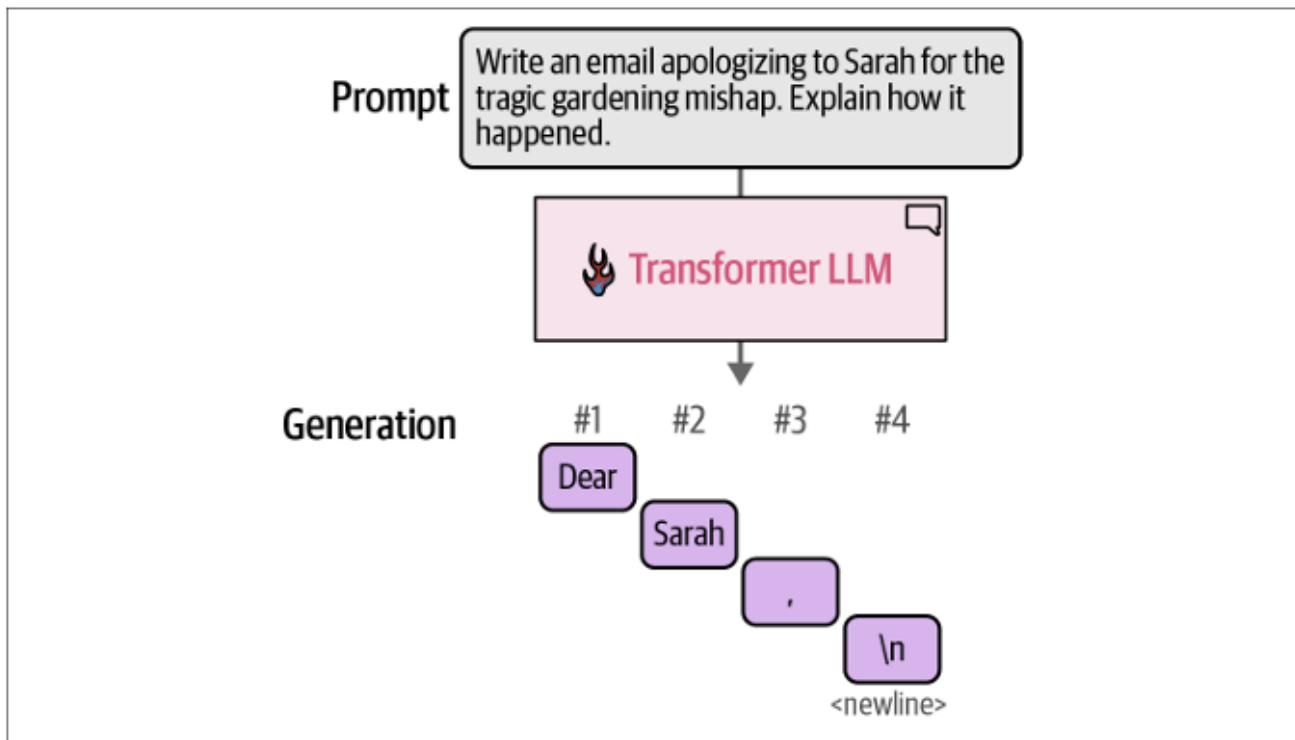 Prompt
Write an email apologizing to Sarah for the
tragic gardening mishap. Explain how it
happened.
Transformer LLM
Generation
#1 #2 #3 #4
Dear
Sarah
,
\n
<newline>